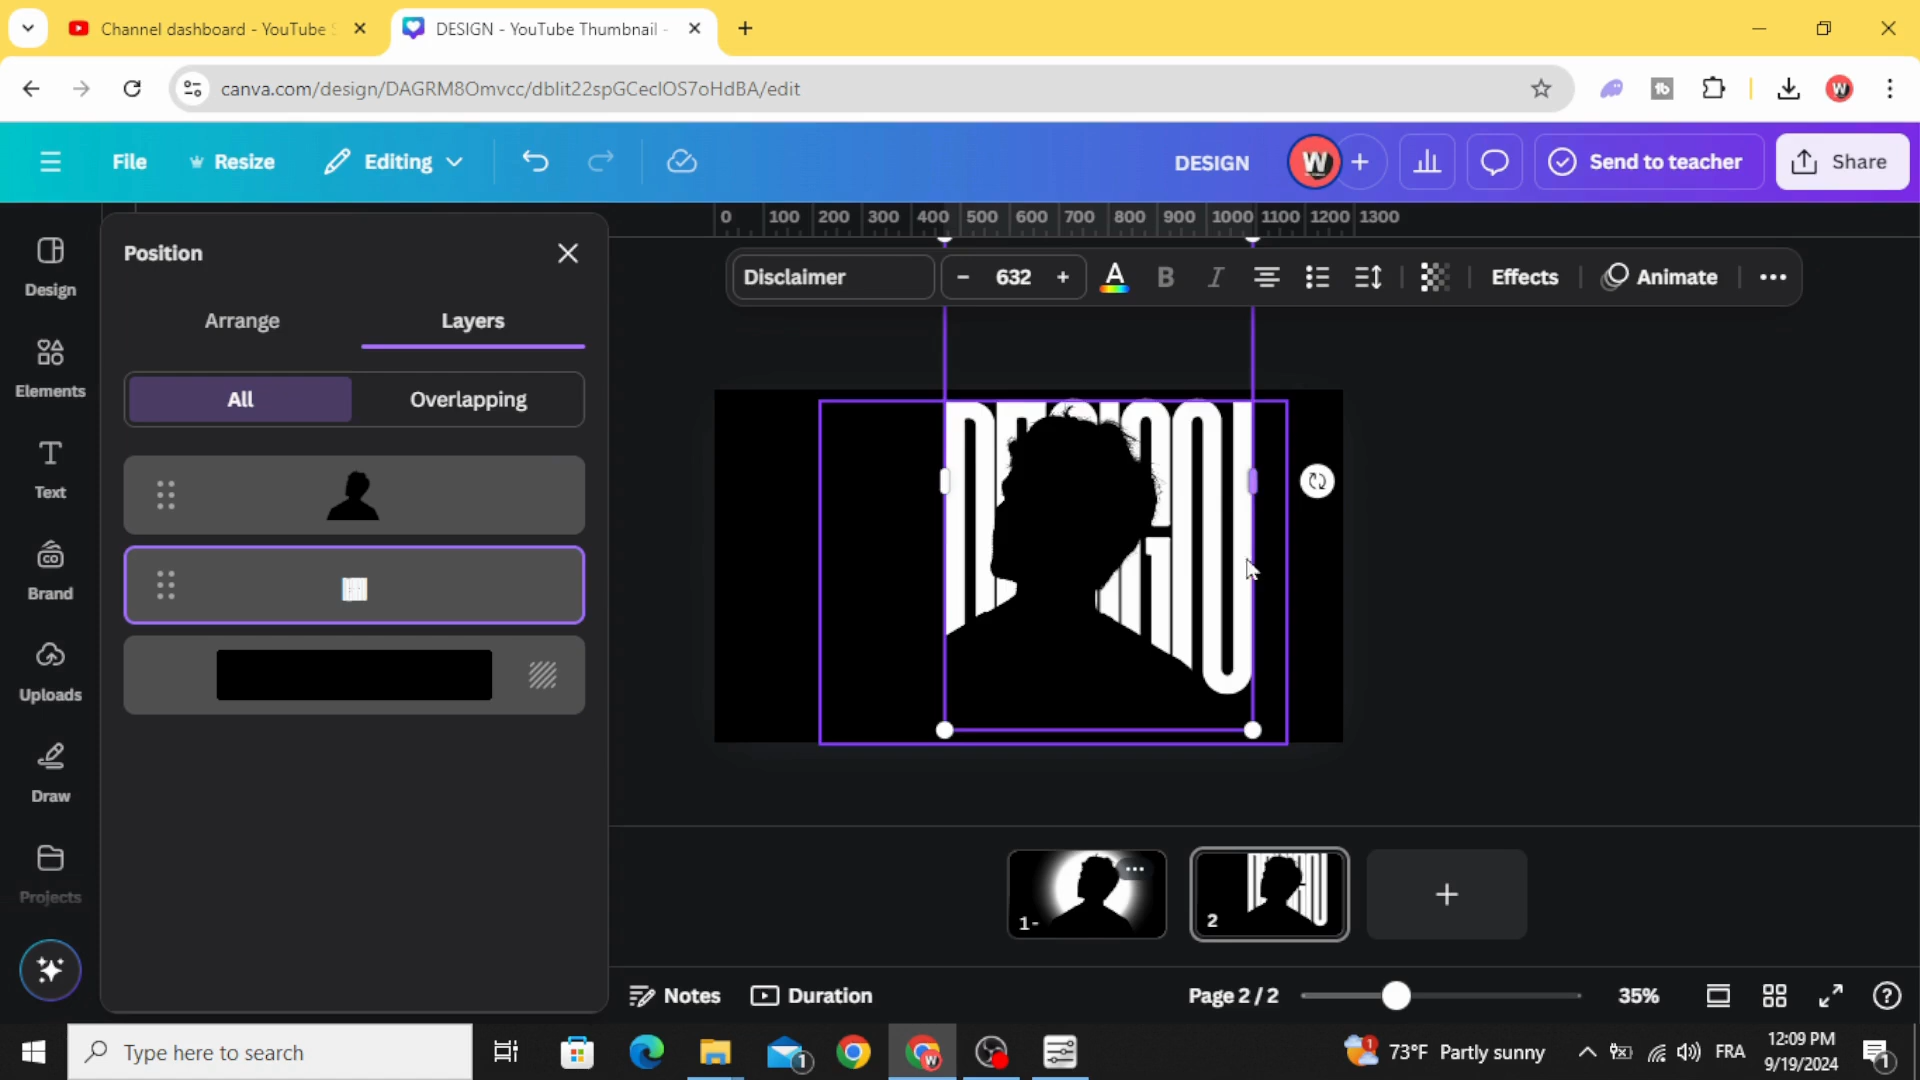 Channel dashboard - YouTube S
DESIGN - YouTube Thumbnail -
canva.com/design/DAGRM8Omvcc/dblit22spGCeclOS7oHdBA/edit
File
Resize
Editing
DESIGN
W
Send to teacher
Share
0 100 200 300 400 500 600 700 800 900 1000 1100 1200 1300
Design
Elements
Text
Brand
Uploads
Draw
Projects
Position
Arrange
Layers
All
Overlapping
Disclaimer
632
A
B
I
Effects
Animate
1-
2
Notes
Duration
Page 2 / 2
35%
Type here to search
1
73°F Partly sunny
FRA
12:09 PM
9/19/2024
1